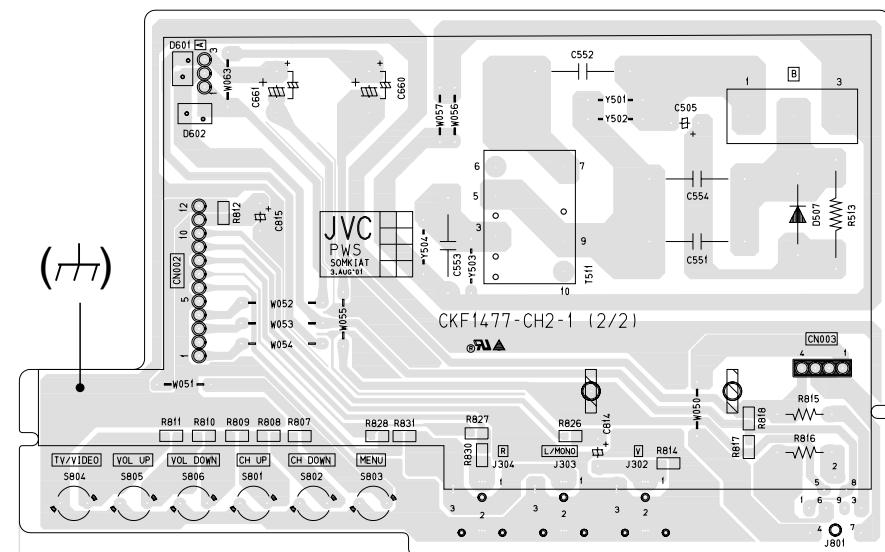 D601 A 3
1
W063
C661
C660
D602
W057
W056
C552
Y501
Y502
C505
B
1 3
6 7
5
3 9
10
T511
C554
C551
D507
R513
12
10
5
1
CN002
R812
C815
JVC
PWS
SOMKIAT
3.AUG'01
Y504
C553
Y503
W052
W053
W054
W055
CKF1477-CH2-1 (2/2)
CN003
4 1
W051
W050
R811 R810 R809 R808 R807
R828 R831
R827
R830
R826
C814
R814
R818
R817
R815
R816
TV/VIDEO VOL UP VOL DOWN CH UP CH DOWN MENU
S804 S805 S806 S801 S802 S803
R
J304
L/MONO
J303
V
J302
3 2 1
3 2 1
3 2 1
2
5 8
1 6 9 3
4 7
J801